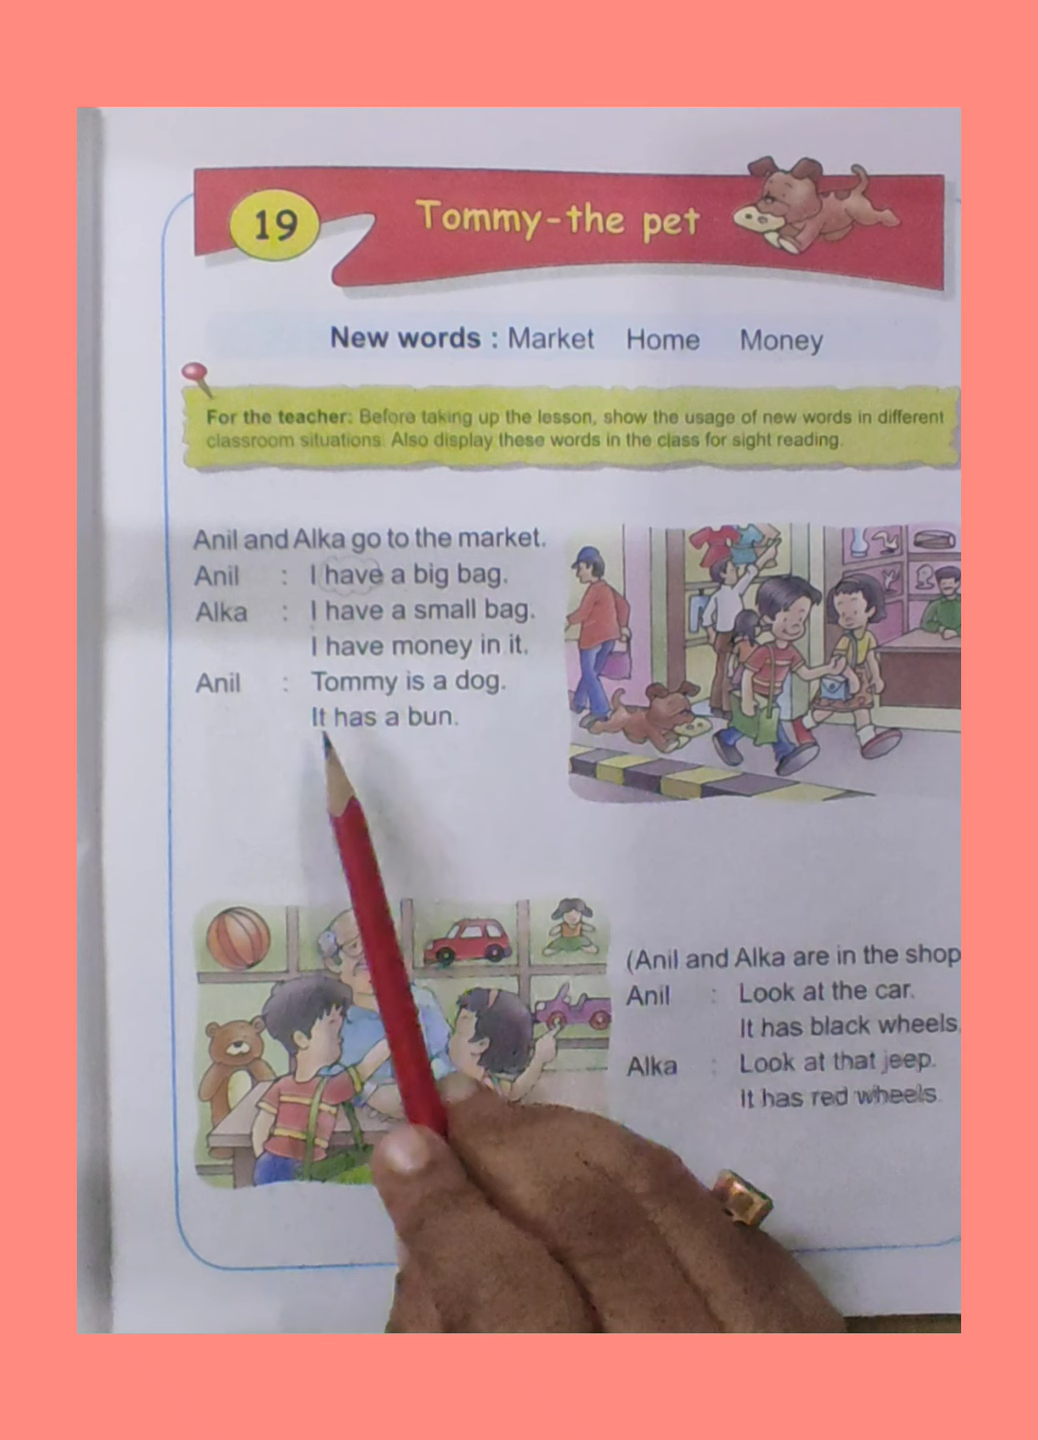 19
Tommy-the pet
New words : Market Home Money
For the teacher: Before taking up the lesson, show the usage of new words in different
classroom situations. Also display these words in the class for sight reading.
Anil and Alka go to the market.
Anil : I have a big bag.
Alka : I have a small bag.
I have money in it.
Anil : Tommy is a dog.
It has a bun.
(Anil and Alka are in the shop
Anil : Look at the car.
It has black wheels
Alka : Look at that jeep.
It has red wheels.